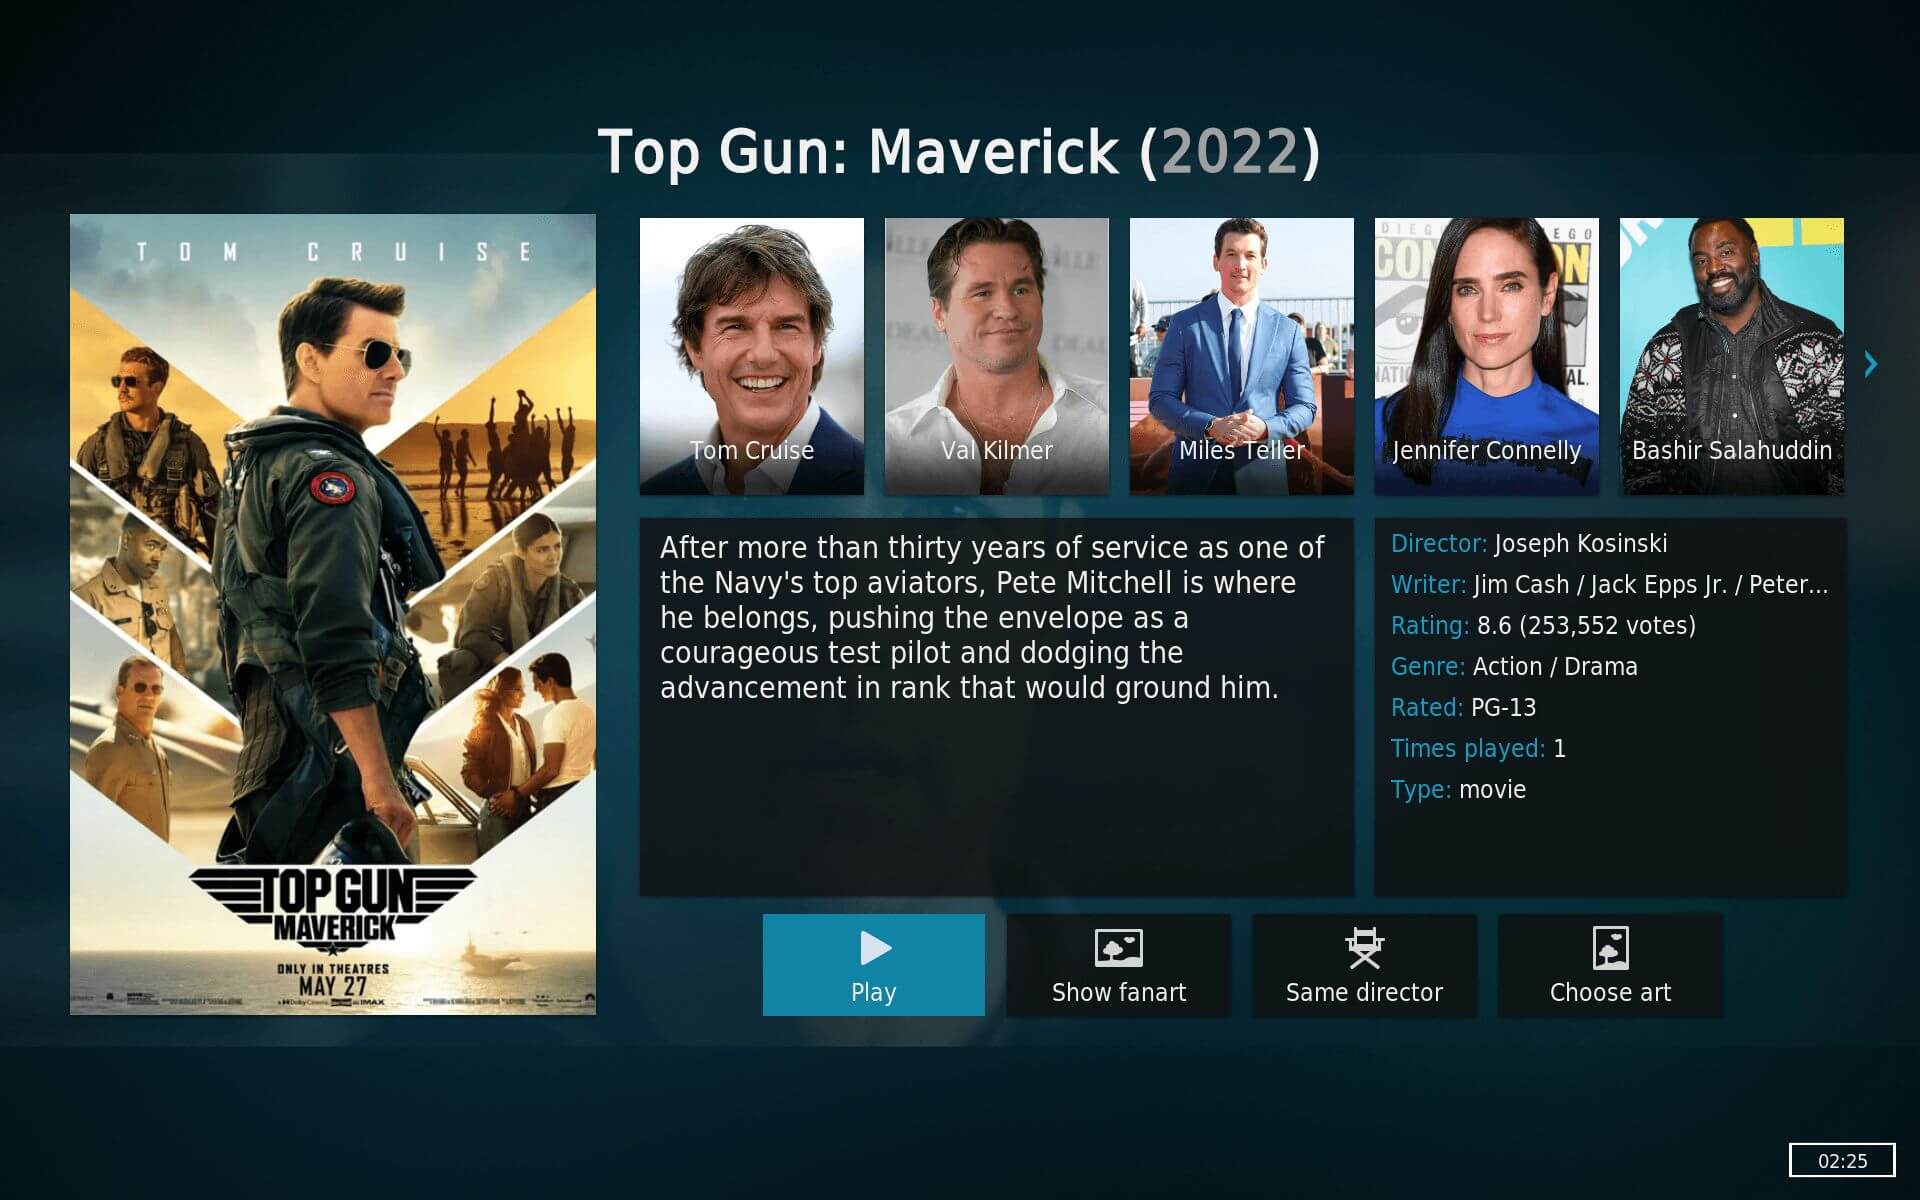 Top Gun: Maverick (2022)
TOM CRUISE
TOP GUN
MAVERICK
ONLY IN THEATRES
MAY 27
Dolby Cinema IMAX
Tom Cruise
Val Kilmer
Miles Teller
DIEGO
CON
Jennifer Connelly
Bashir Salahuddin
After more than thirty years of service as one of
the Navy's top aviators, Pete Mitchell is where
he belongs, pushing the envelope as a
courageous test pilot and dodging the
advancement in rank that would ground him.
Director: Joseph Kosinski
Writer: Jim Cash / Jack Epps Jr. / Peter...
Rating: 8.6 (253,552 votes)
Genre: Action / Drama
Rated: PG-13
Times played: 1
Type: movie
Play
Show fanart
Same director
Choose art
02:25